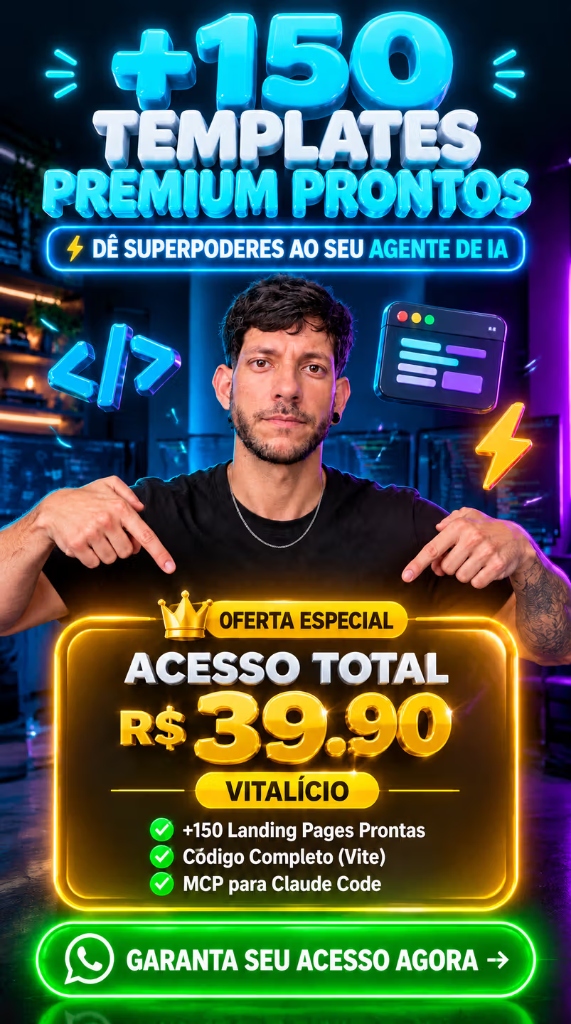 +150
TEMPLATES
PREMIUM PRONTOS
DÊ SUPERPODERES AO SEU AGENTE DE IA
</>
OFERTA ESPECIAL
ACESSO TOTAL
R$ 39.90
VITALÍCIO
+150 Landing Pages Prontas
Código Completo (Vite)
MCP para Claude Code
GARANTA SEU ACESSO AGORA →